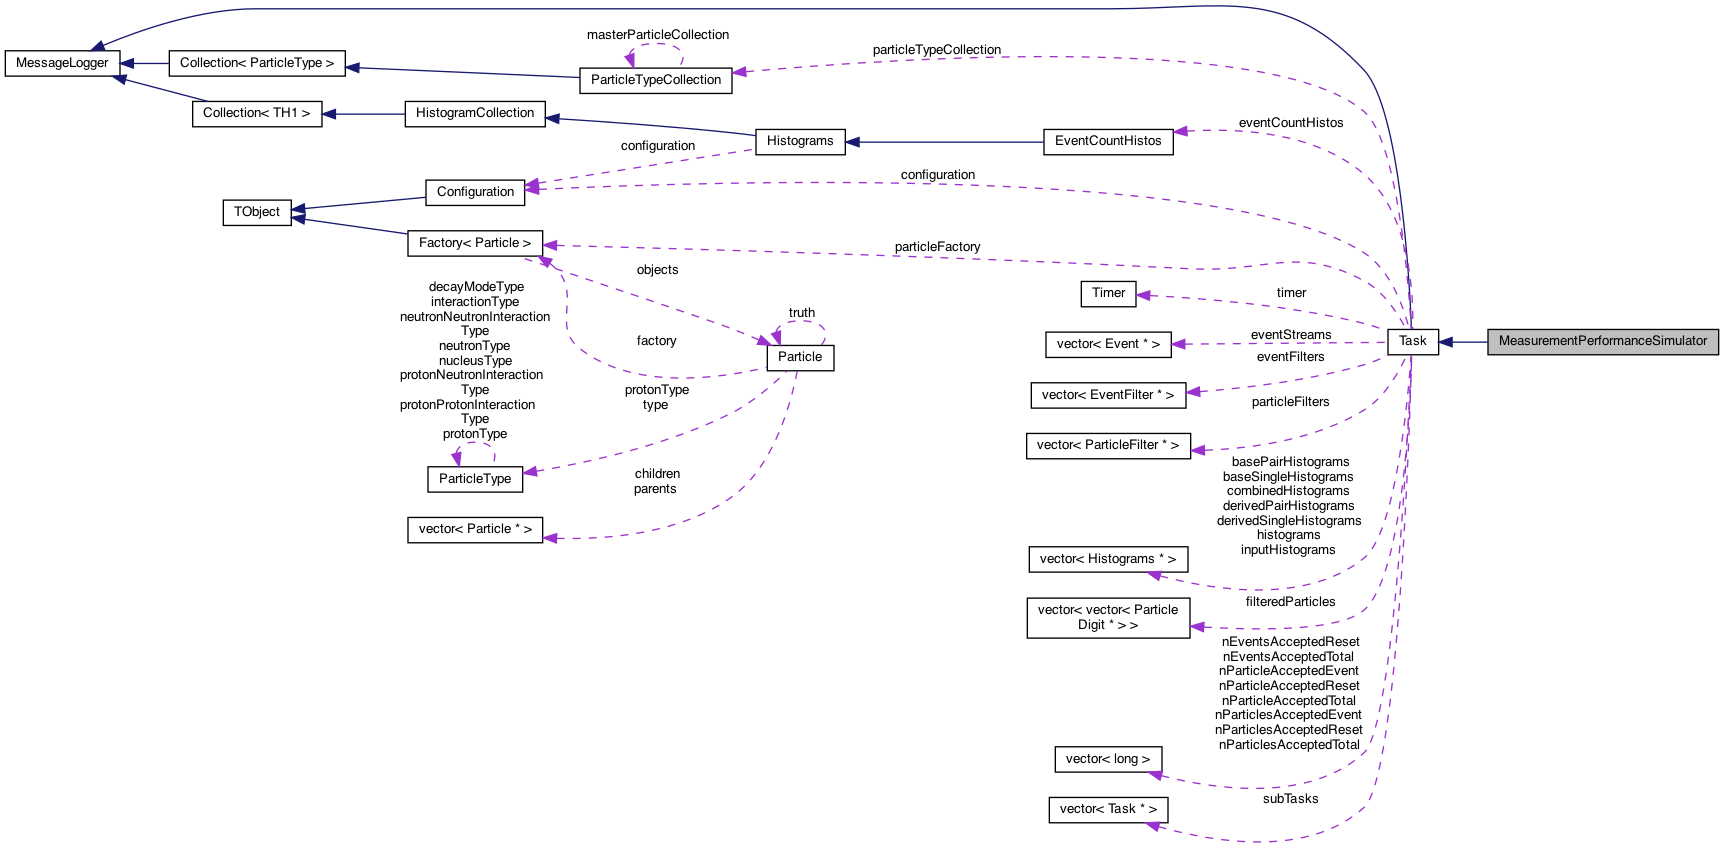 masterParticleCollection
particleTypeCollection
MessageLogger
Collection< ParticleType >
ParticleTypeCollection
Collection< TH1 >
HistogramCollection
eventCountHistos
Histograms
EventCountHistos
configuration
configuration
Configuration
TObject
Factory< Particle >
particleFactory
objects
decayModeType
interactionType
neutronNeutronInteraction
Type
neutronType
nucleusType
protonNeutronInteraction
Type
protonProtonInteraction
Type
protonType
truth
factory
Particle
protonType
type
ParticleType
children
parents
vector< Particle * >
Timer
timer
vector< Event * >
eventStreams
eventFilters
Task
MeasurementPerformanceSimulator
vector< EventFilter * >
particleFilters
vector< ParticleFilter * >
basePairHistograms
baseSingleHistograms
combinedHistograms
derivedPairHistograms
derivedSingleHistograms
histograms
inputHistograms
vector< Histograms * >
filteredParticles
vector< vector< Particle
Digit * > >
nEventsAcceptedReset
nEventsAcceptedTotal
nParticleAcceptedEvent
nParticleAcceptedReset
nParticleAcceptedTotal
nParticlesAcceptedEvent
nParticlesAcceptedReset
nParticlesAcceptedTotal
vector< long >
subTasks
vector< Task * >